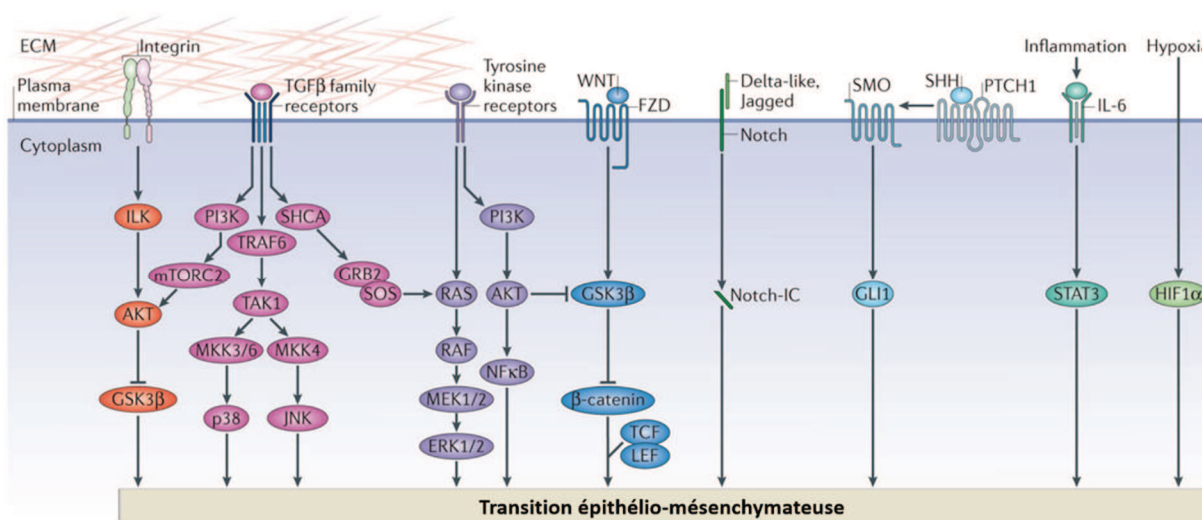 ECM
Integrin
Plasma
membrane
Cytoplasm
TGFβ family
receptors
Tyrosine
kinase
receptors
WNT
FZD
Delta-like,
Jagged
Notch
SMO
SHH
PTCH1
Inflammation
IL-6
Hypoxia
ILK
PI3K
SHCA
TRAF6
PI3K
mTORC2
GRB2
SOS
RAS
AKT
GSK3β
Notch-IC
GLI1
STAT3
HIF1α
AKT
TAK1
MKK3/6
MKK4
RAF
NFκB
GSK3β
p38
JNK
MEK1/2
β-catenin
ERK1/2
TCF
LEF
Transition épithélio-mésenchymateuse